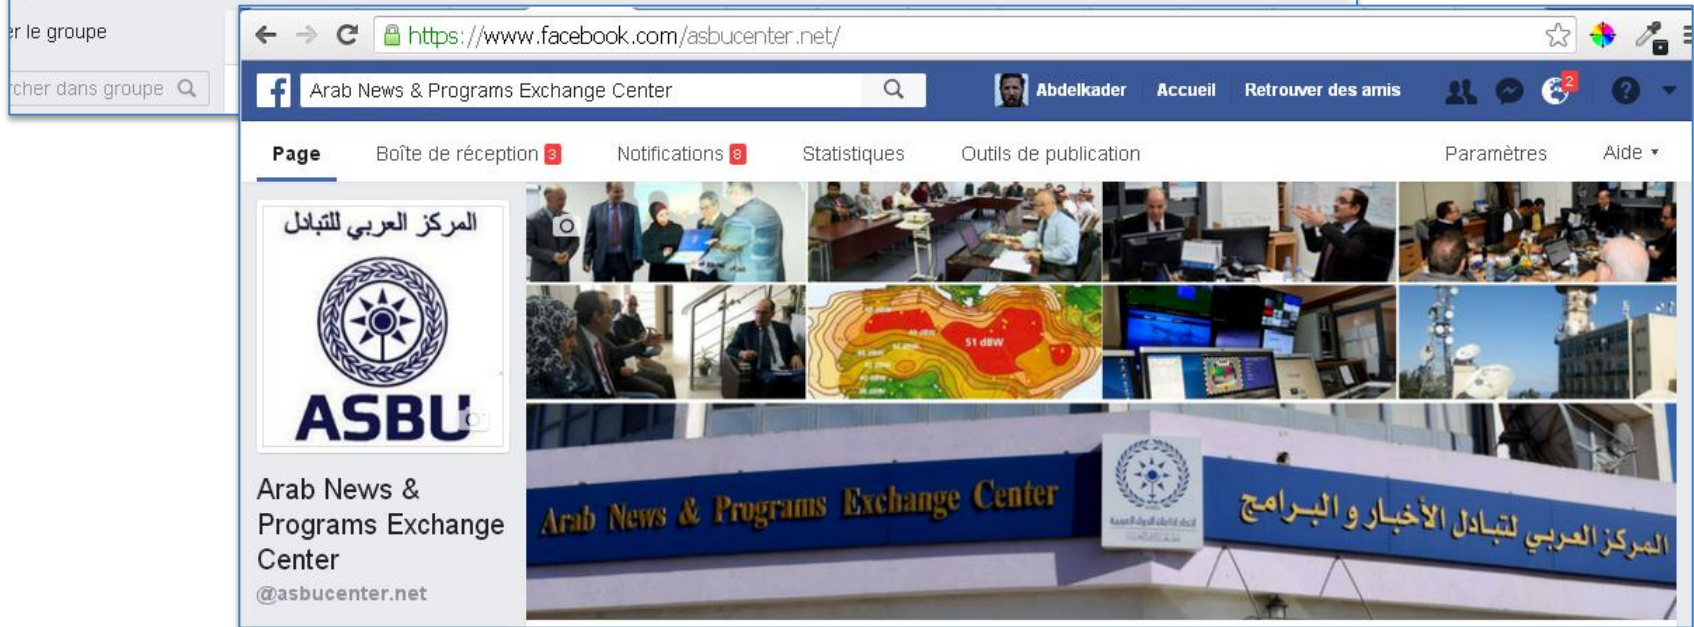 er le groupe
rcher dans groupe
https://www.facebook.com/asbucenter.net/
Arab News & Programs Exchange Center
Abdelkader Accueil Retrouver des amis 2
Page Boîte de réception 3 Notifications 8 Statistiques Outils de publication Paramètres Aide
المركز العربي للتبادل
ASBU
51 dBW
Arab News & Programs Exchange Center
المركز العربي لتبادل الأخبار و البرامج
Arab News &
Programs Exchange
Center
@asbucenter.net